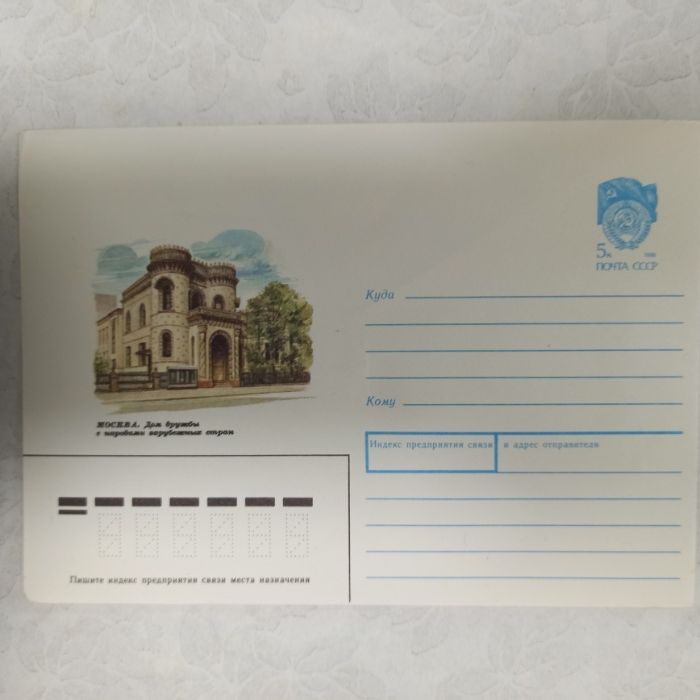 5к
ПОЧТА СССР
Куда
МОСКВА. Дом дружбы
с народами зарубежных стран
Кому
Индекс предприятия связи и адрес отправителя
Пишите индекс предприятия связи места назначения